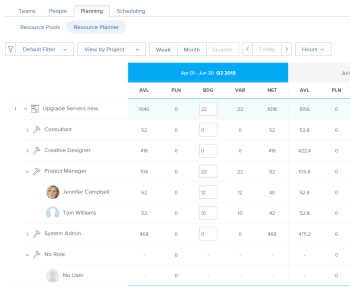 Teams People Planning Scheduling
Resource Pools Resource Planner
Default Filter View by Project Week Month Quarter < Today > Hours
Apr 01 - Jun 30 Q2 2019
AVL PLN BDG VAR NET AVL PLN
1 Upgrade Servers new 1040 0 22 22 1018 1056 0
Consultant 52 0 0 0 52 52.8 0
Creative Designer 416 0 0 0 416 422.4 0
Project Manager 104 0 22 22 82 105.6 0
Jennifer Campbell 52 0 12 12 40 52.8 0
Tom Williams 52 0 10 10 42 52.8 0
System Admin 468 0 0 0 468 475.2 0
No Role - 0 - - - - 0
No User - 0 - - - - 0